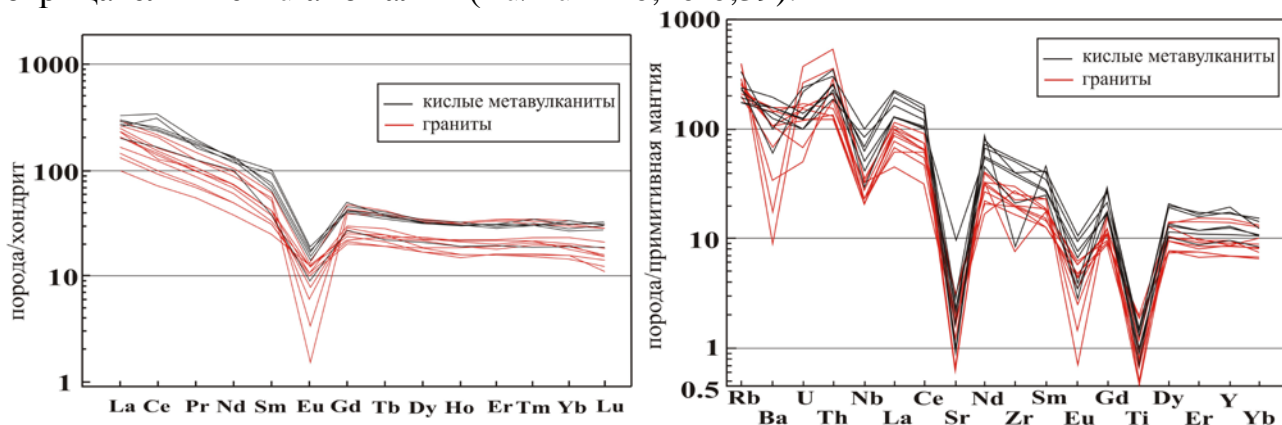 1000
100
10
1
порода/хондрит
кислые метавулканиты
граниты
La Ce Pr Nd Sm Eu Gd Tb Dy Ho Er Tm Yb Lu
1000
100
10
1
0.5
порода/примитивная мантия
кислые метавулканиты
граниты
Rb Ba U Th Nb La Ce Sr Nd Zr Sm Eu Gd Ti Dy Er Y Yb